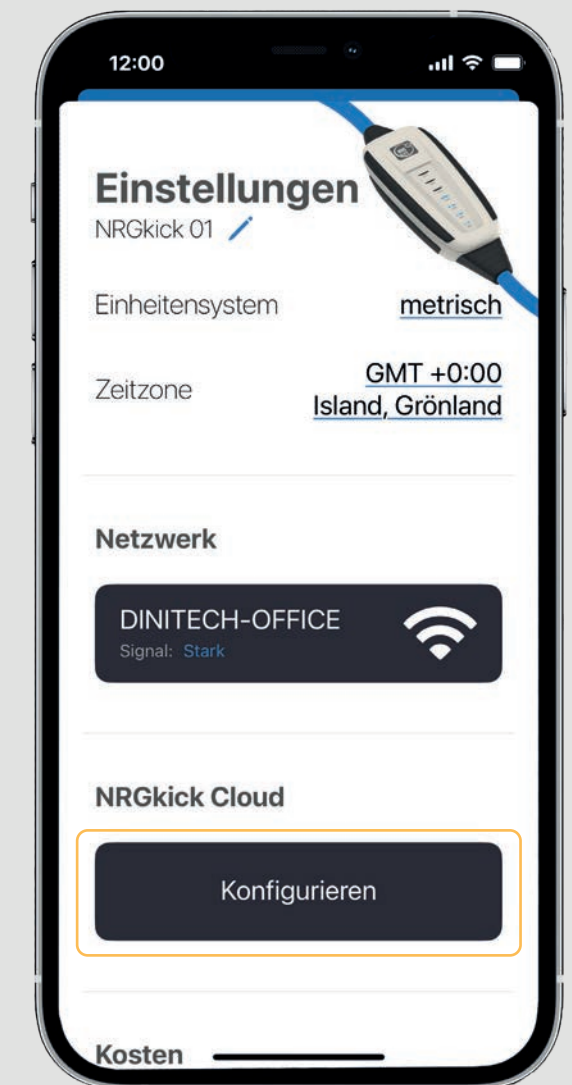 12:00
Einstellungen
NRGkick 01
Einheitensystem metrisch
Zeitzone GMT +0:00
Island, Grönland
Netzwerk
DINITECH-OFFICE
Signal: Stark
NRGkick Cloud
Konfigurieren
Kosten